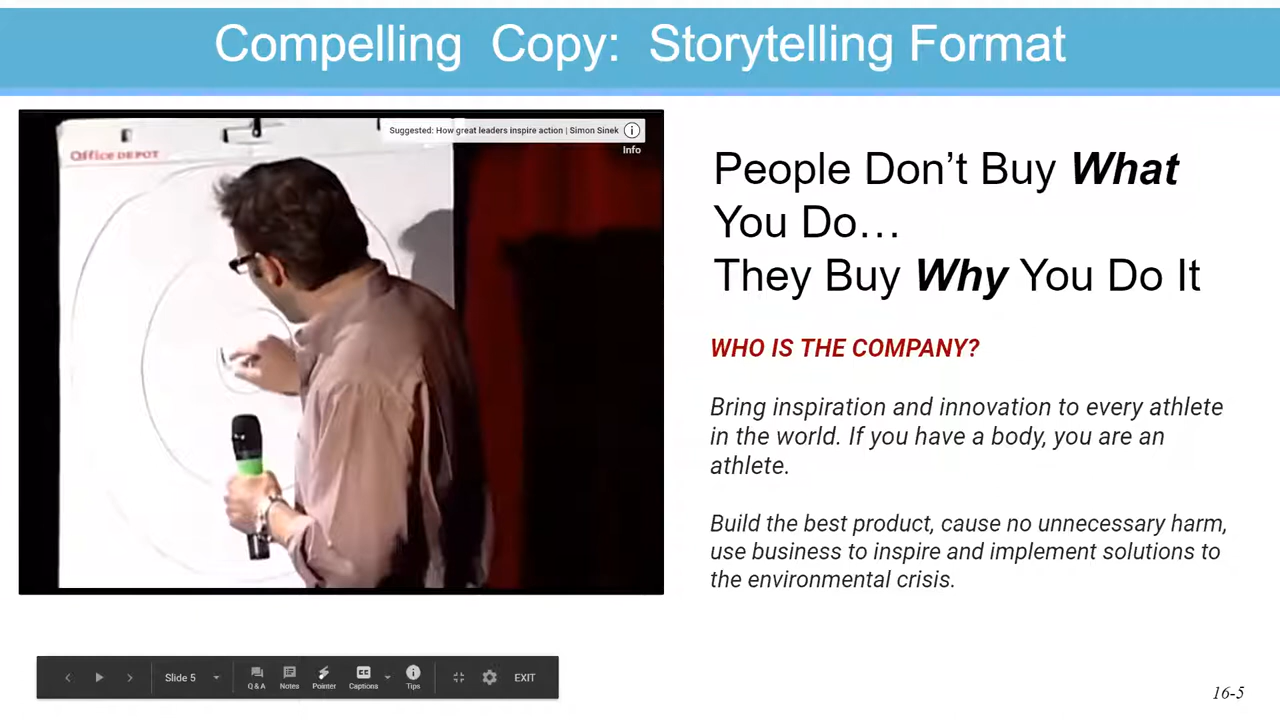 Compelling Copy: Storytelling Format
Suggested: How great leaders inspire action | Simon Sinek
Info
Office DEPOT
People Don’t Buy What
You Do…
They Buy Why You Do It
WHO IS THE COMPANY?
Bring inspiration and innovation to every athlete
in the world. If you have a body, you are an
athlete.
Build the best product, cause no unnecessary harm,
use business to inspire and implement solutions to
the environmental crisis.
Slide 5
Q & A
Notes
Pointer
CC
Captions
Tips
EXIT
16-5